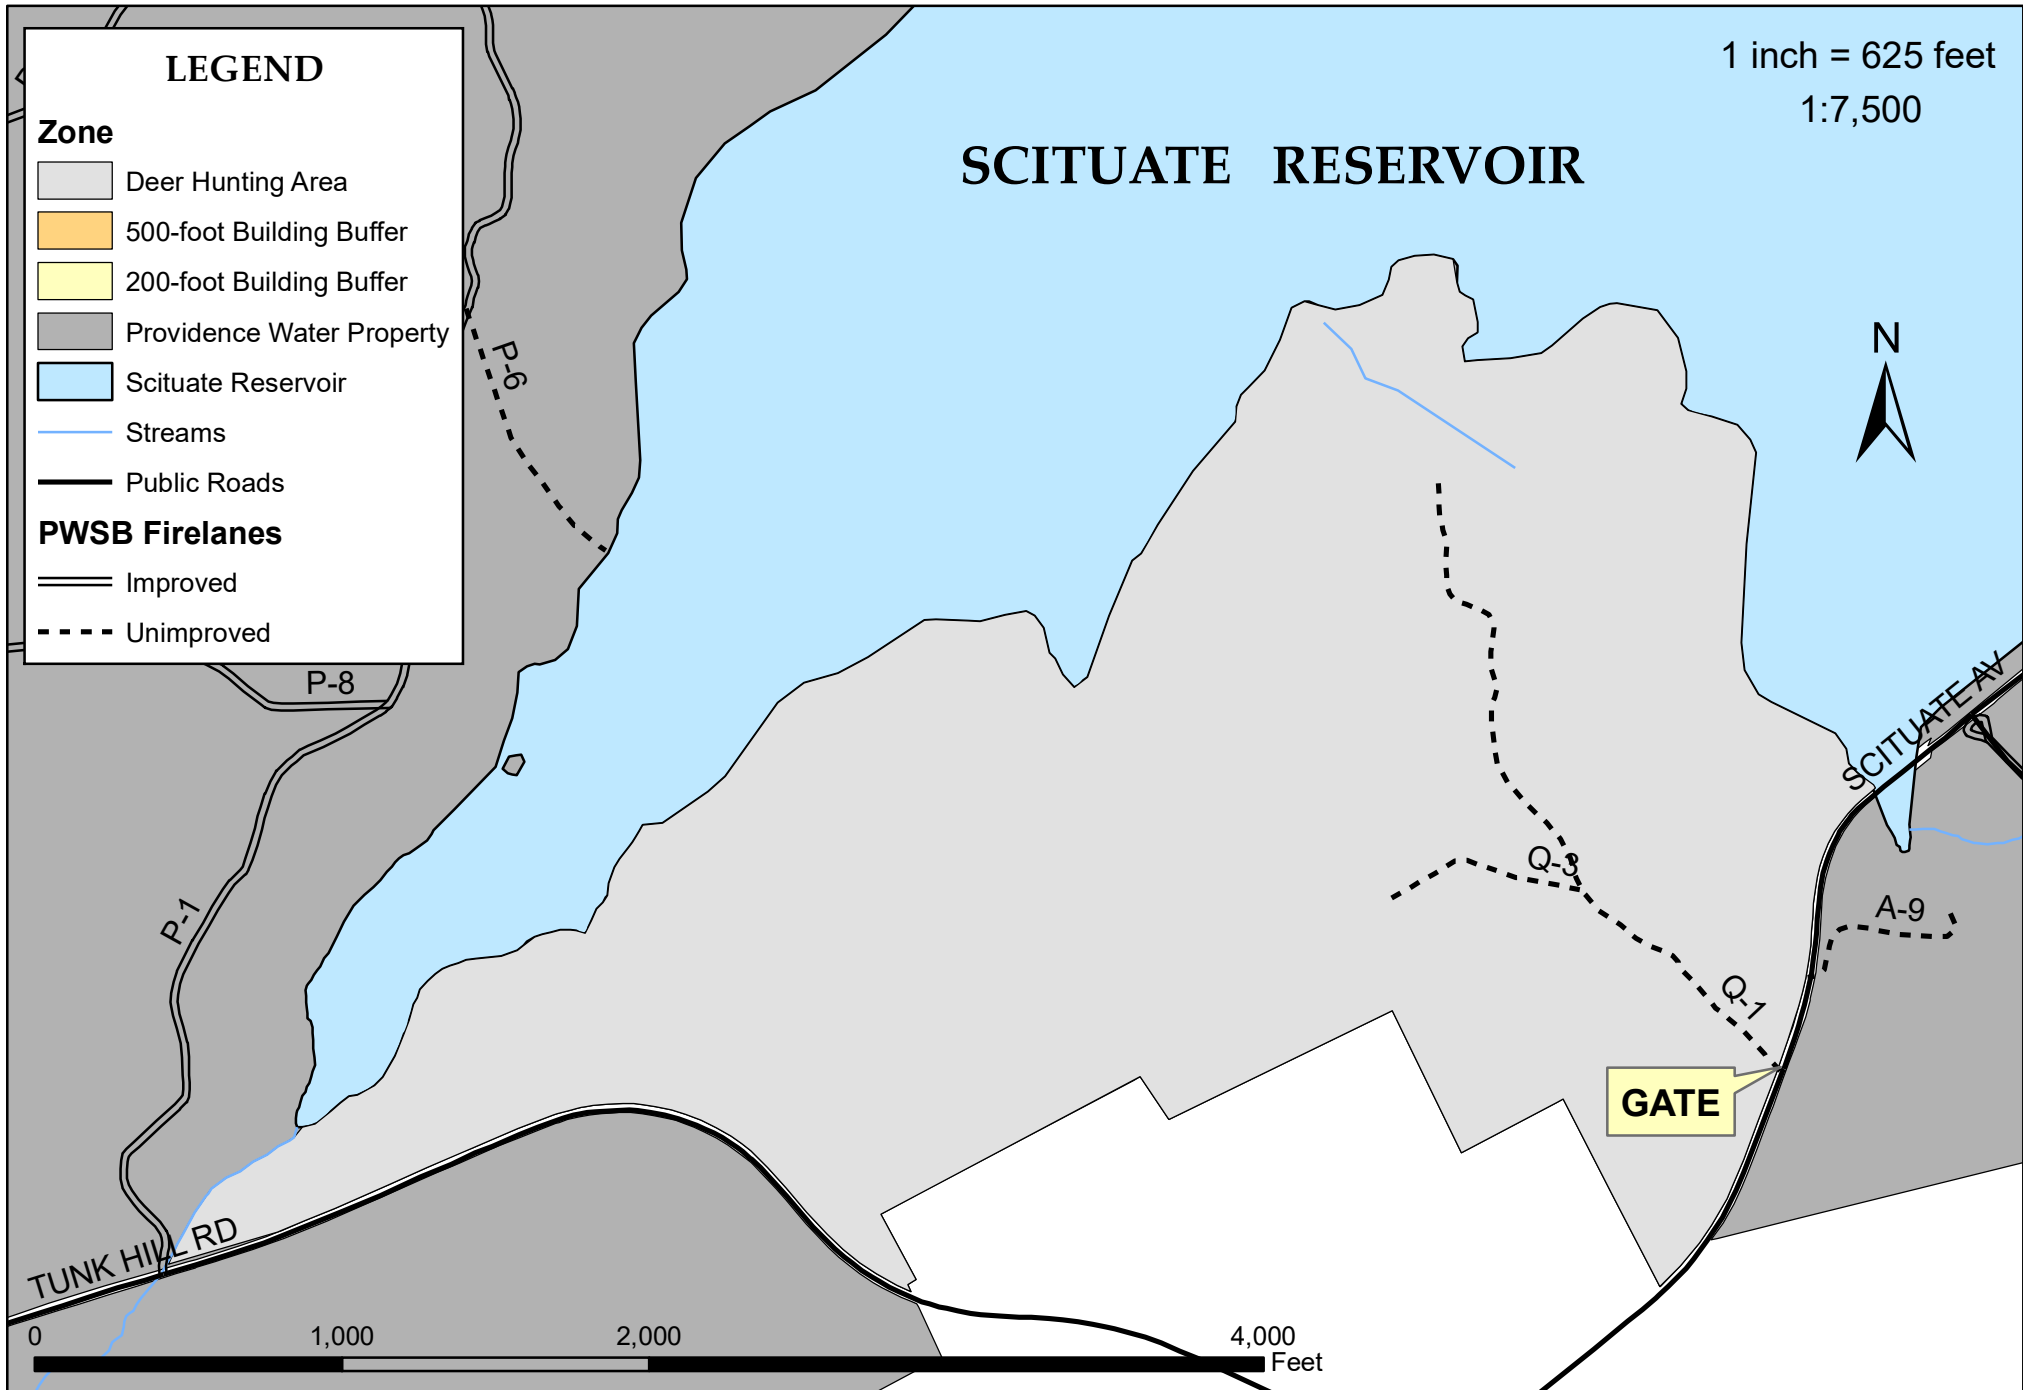 LEGEND
Zone
Deer Hunting Area
500-foot Building Buffer
200-foot Building Buffer
Providence Water Property
Scituate Reservoir
Streams
Public Roads
PWSB Firelanes
Improved
Unimproved
1 inch = 625 feet
1:7,500
SCITUATE RESERVOIR
N
P-6
P-8
P-1
SCITUATE AV
Q-3
A-9
Q-1
GATE
TUNK HILL RD
0 1,000 2,000 4,000
Feet